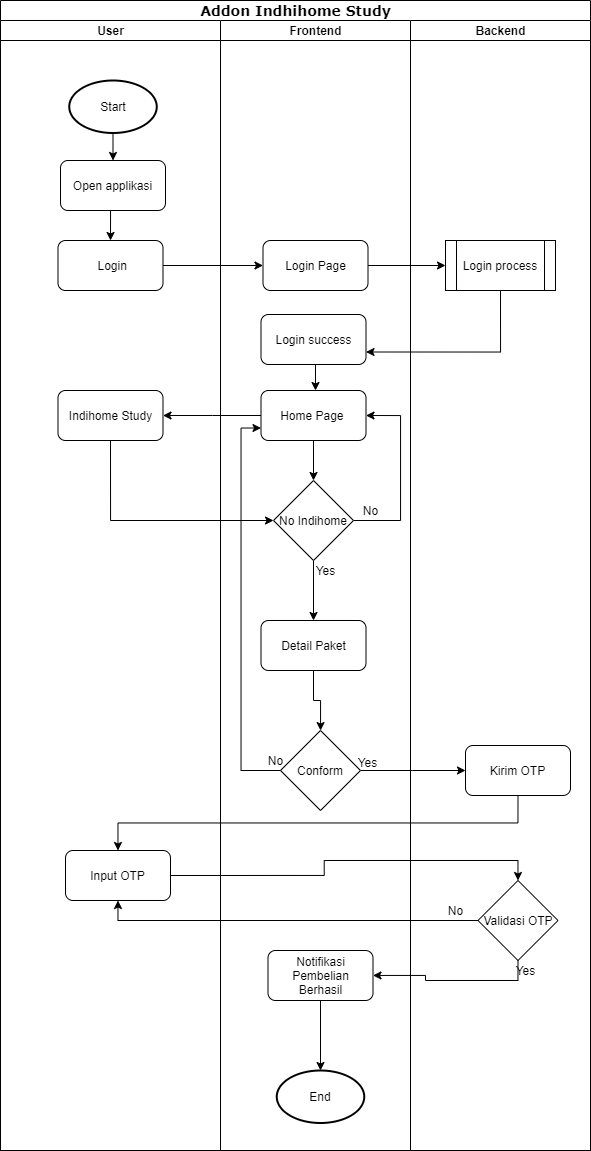 Addon Indhihome Study
User
Frontend
Backend
Start
Open applikasi
Login
Login Page
Login process
Login success
Indihome Study
Home Page
No Indihome
No
Yes
Detail Paket
No
Conform
Yes
Kirim OTP
Input OTP
No
Validasi OTP
Yes
Notifikasi
Pembelian
Berhasil
End